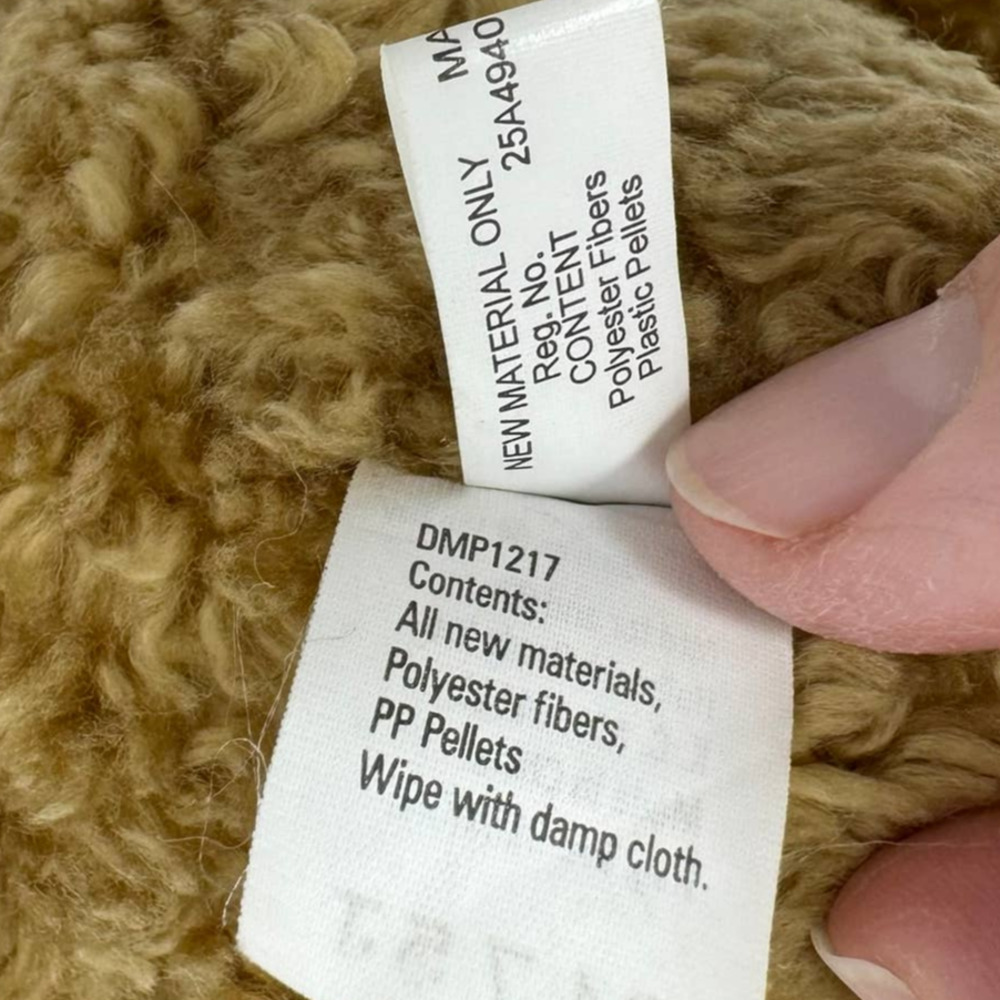 MA
25A4940
NEW MATERIAL ONLY
Reg. No.
CONTENT
Polyester Fibers
Plastic Pellets
DMP1217
Contents:
All new materials,
Polyester fibers,
PP Pellets
Wipe with damp cloth.